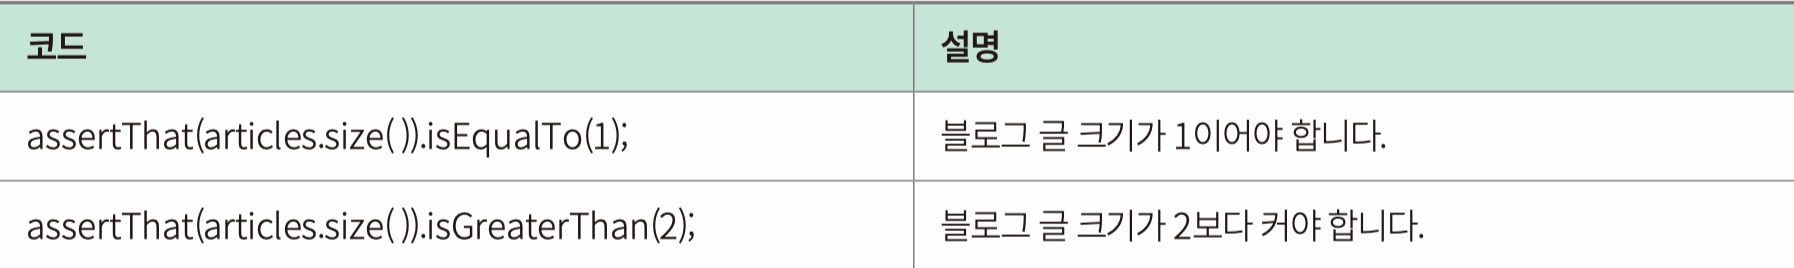 코드 설명
assertThat(articles.size( )).isEqualTo(1); 블로그 글 크기가 1이어야 합니다.
assertThat(articles.size( )).isGreaterThan(2); 블로그 글 크기가 2보다 커야 합니다.